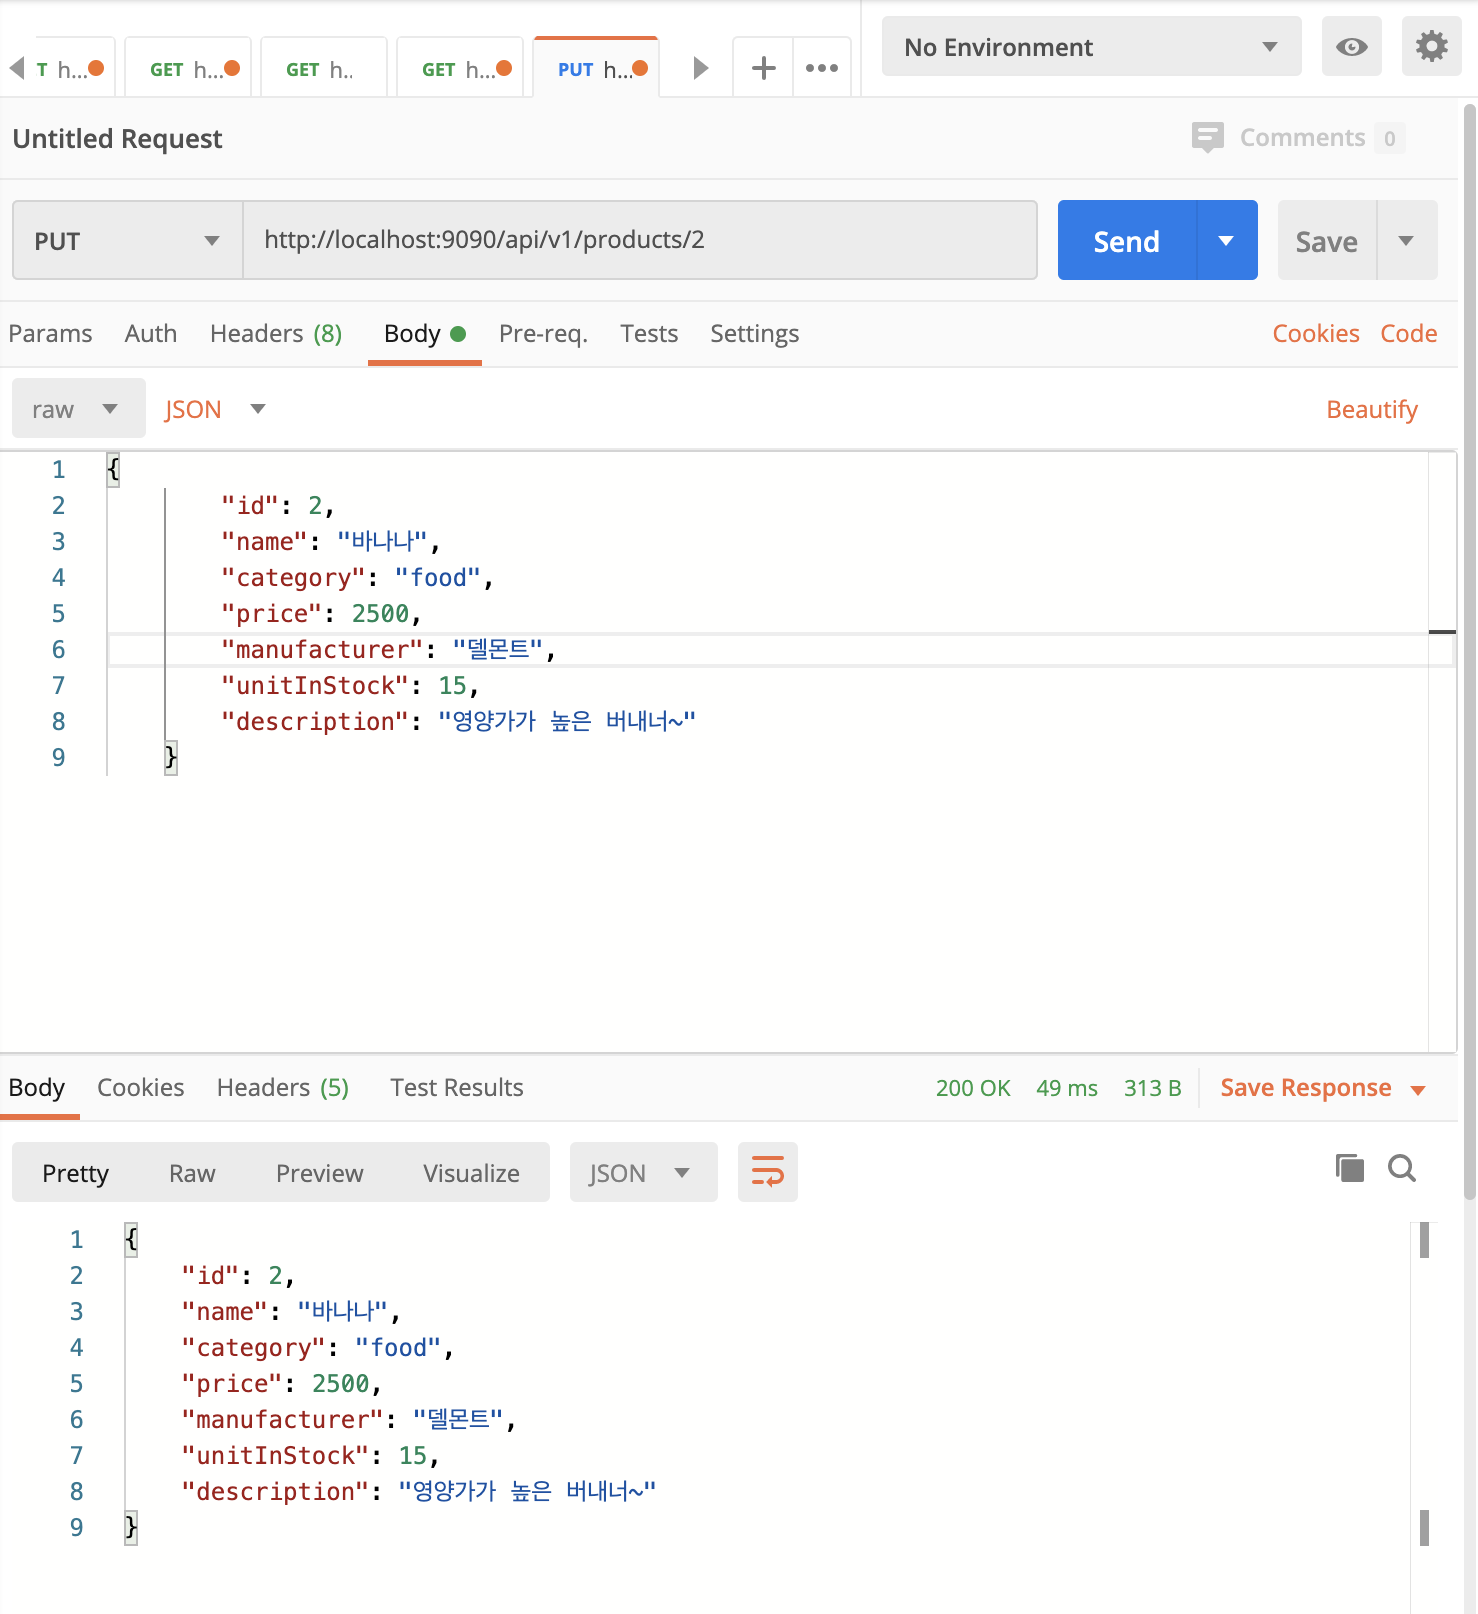 T h...
GET h...
GET h..
GET h...
PUT h...
No Environment
Untitled Request
Comments 0
PUT
http://localhost:9090/api/v1/products/2
Send
Save
Params Auth Headers (8) Body Pre-req. Tests Settings
Cookies Code
raw JSON
Beautify
1 {
2 "id": 2,
3 "name": "바나나",
4 "category": "food",
5 "price": 2500,
6 "manufacturer": "델몬트",
7 "unitInStock": 15,
8 "description": "영양가가 높은 버내너~"
9 }
Body Cookies Headers (5) Test Results
200 OK 49 ms 313 B Save Response
Pretty Raw Preview Visualize JSON
1 {
2 "id": 2,
3 "name": "바나나",
4 "category": "food",
5 "price": 2500,
6 "manufacturer": "델몬트",
7 "unitInStock": 15,
8 "description": "영양가가 높은 버내너~"
9 }